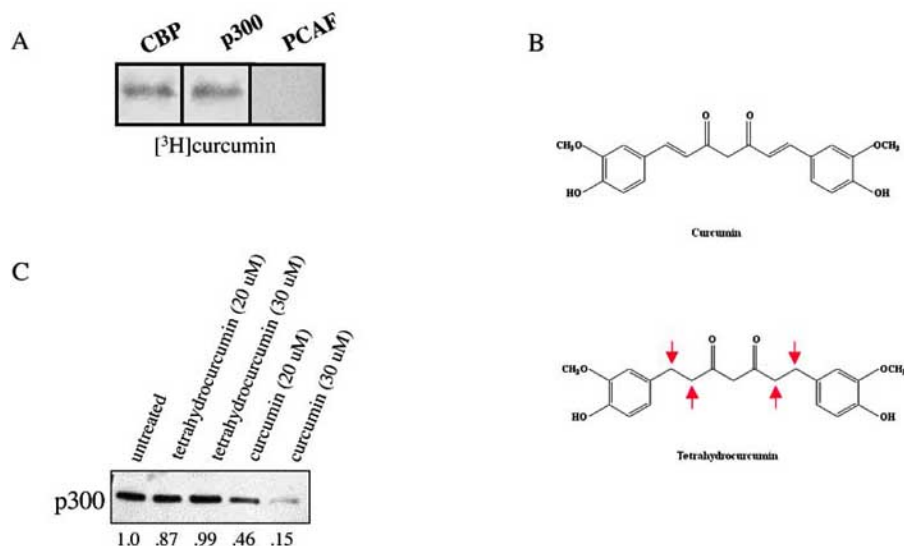 A
CBP p300 PCAF
[³H]curcumin
B
O O
CH₃O OCH₃
HO OH
Curcumin
O O
CH₃O OCH₃
HO OH
Tetrahydrocurcumin
C
untreated
tetrahydrocurcumin (20 uM)
tetrahydrocurcumin (30 uM)
curcumin (20 uM)
curcumin (30 uM)
p300
1.0 .87 .99 .46 .15